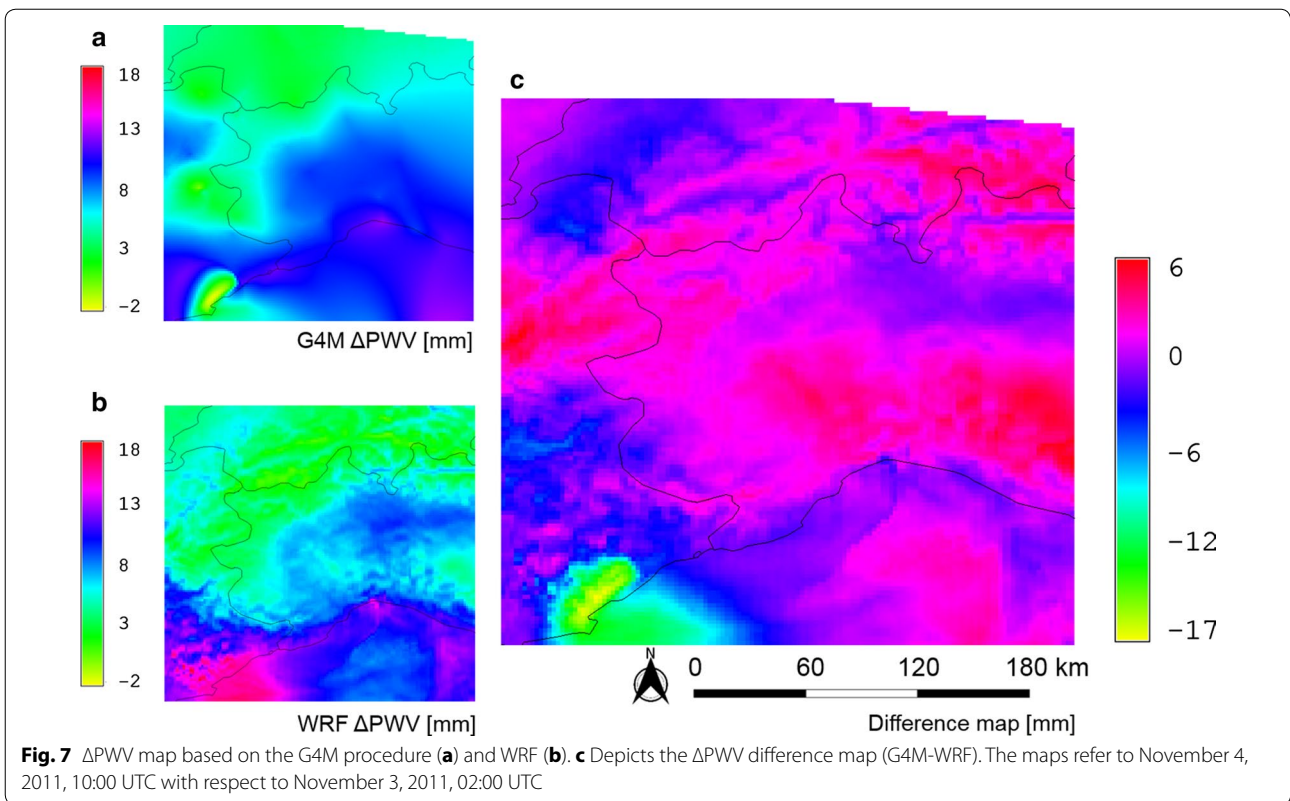 a
18
13
8
3
−2
G4M ΔPWV [mm]
b
18
13
8
3
−2
WRF ΔPWV [mm]
c
6
0
−6
−12
−17
N
0 60 120 180 km
Difference map [mm]
Fig. 7 ΔPWV map based on the G4M procedure (a) and WRF (b). c Depicts the ΔPWV difference map (G4M-WRF). The maps refer to November 4,
2011, 10:00 UTC with respect to November 3, 2011, 02:00 UTC